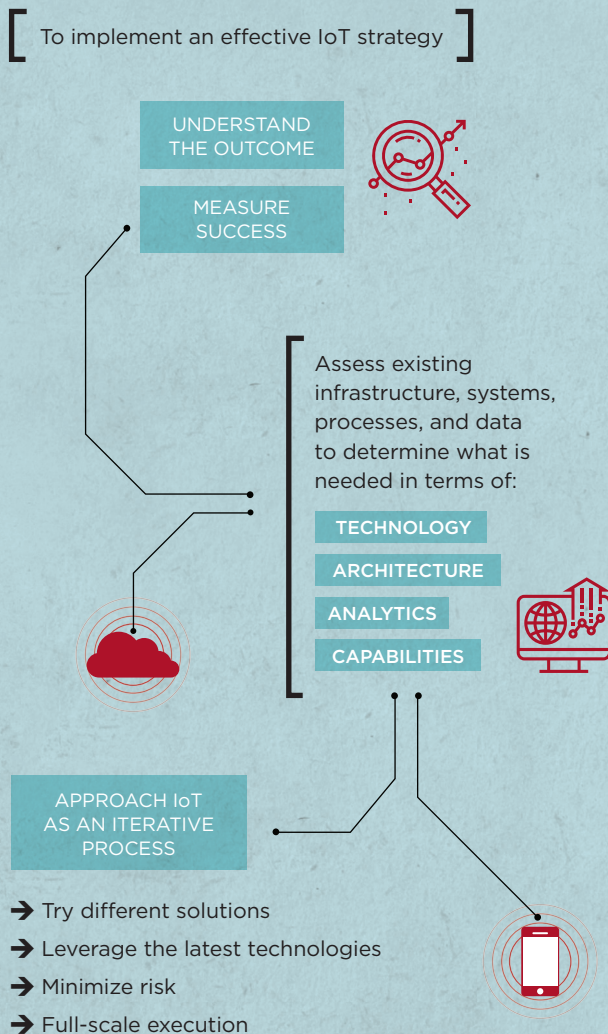 To implement an effective IoT strategy
UNDERSTAND
THE OUTCOME
MEASURE
SUCCESS
Assess existing
infrastructure, systems,
processes, and data
to determine what is
needed in terms of:
TECHNOLOGY
ARCHITECTURE
ANALYTICS
CAPABILITIES
APPROACH IoT
AS AN ITERATIVE
PROCESS
➔ Try different solutions
➔ Leverage the latest technologies
➔ Minimize risk
➔ Full-scale execution